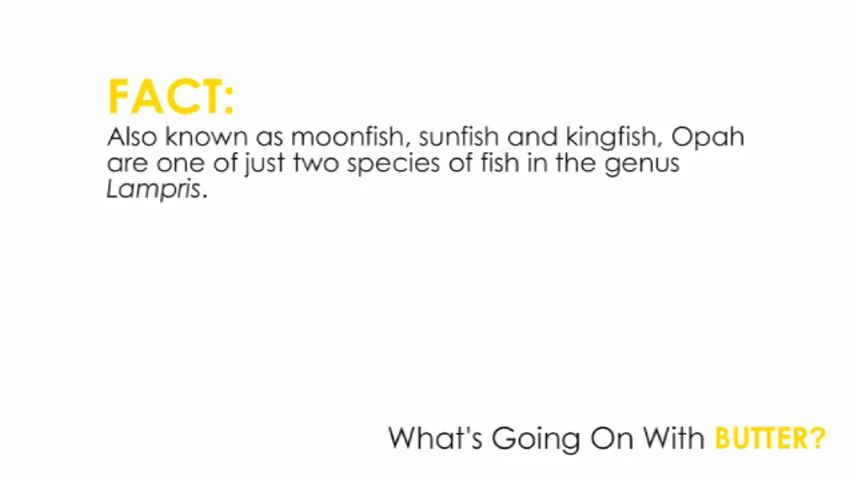 FACT:
Also known as moonfish, sunfish and kingfish, Opah
are one of just two species of fish in the genus
Lampris.
What's Going On With BUTTER?